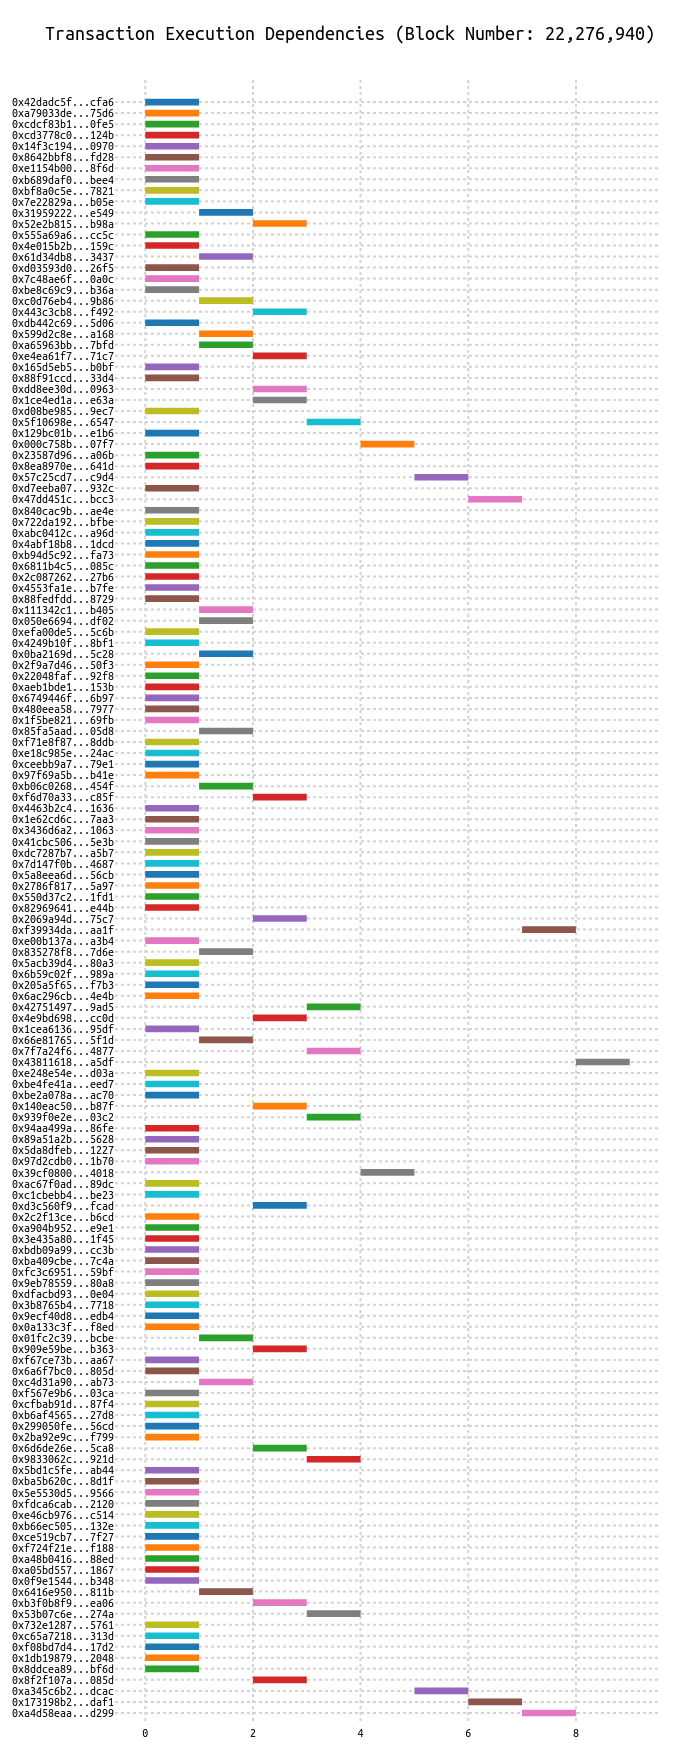 Transaction Execution Dependencies (Block Number: 22,276,940)
0x42dadc5f...cfa6
0xa79033de...75d6
0xcdcf83b1...0fe5
0xcd3778c0...124b
0x14f3c194...0970
0x8642bbf8...fd28
0xe1154b00...8f6d
0xb689daf0...bee4
0xbf8a0c5e...7821
0x7e22829a...b05e
0x31959222...e549
0x52e2b815...b98a
0x555a69a6...cc5c
0x4e015b2b...159c
0x61d34db8...3437
0xd03593d0...26f5
0x7c48ae6f...0a0c
0xbe8c69c9...b36a
0xc0d76eb4...9b86
0x443c3cb8...f492
0xdb442c69...5d06
0x599d2c8e...a168
0xa65963bb...7bfd
0xe4ea61f7...71c7
0x165d5eb5...b0bf
0x88f91ccd...33d4
0xdd8ee30d...0963
0x1ce4ed1a...e63a
0xd08be985...9ec7
0x5f10698e...6547
0x129bc01b...e1b6
0x000c758b...07f7
0x23587d96...a06b
0x8ea8970e...641d
0x57c25cd7...c9d4
0xd7eeba07...932c
0x47dd451c...bcc3
0x840cac9b...ae4e
0x722da192...bfbe
0xabc0412c...a96d
0x4abf18b8...1dcd
0xb94d5c92...fa73
0x6811b4c5...085c
0x2c087262...27b6
0x4553fa1e...b7fe
0x88fedfdd...8729
0x111342c1...b405
0x050e6694...df02
0xefa00de5...5c6b
0x4249b10f...8bf1
0x0ba2169d...5c28
0x2f9a7d46...50f3
0x22048faf...92f8
0xaeb1bde1...153b
0x6749446f...6b97
0x480eea58...7977
0x1f5be821...69fb
0x85fa5aad...05d8
0xf71e8f87...8ddb
0xe18c985e...24ac
0xceebb9a7...79e1
0x97f69a5b...b41e
0xb06c0268...454f
0xf6d70a33...c85f
0x4463b2c4...1636
0x1e62cd6c...7aa3
0x3436d6a2...1063
0x41cbc506...5e3b
0xdc7287b7...a5b7
0x7d147f0b...4687
0x5a8eea6d...56cb
0x2786f817...5a97
0x550d37c2...1fd1
0x82969641...e44b
0x2069a94d...75c7
0xf39934da...aa1f
0xe00b137a...a3b4
0x835278f8...7d6e
0x5acb39d4...80a3
0x6b59c02f...989a
0x205a5f65...f7b3
0x6ac296cb...4e4b
0x42751497...9ad5
0x4e9bd698...cc0d
0x1cea6136...95df
0x66e81765...5f1d
0x7f7a24f6...4877
0x43811618...a5df
0xe248e54e...d03a
0xbe4fe41a...eed7
0xbe2a078a...ac70
0x140eac50...b87f
0x939f0e2e...03c2
0x94aa499a...86fe
0x89a51a2b...5628
0x5da8dfeb...1227
0x97d2cdb0...1b70
0x39cf0800...4018
0xac67f0ad...89dc
0xc1cbebb4...be23
0xd3c560f9...fcad
0x2c2f13ce...b6cd
0xa904b952...e9e1
0x3e435a80...1f45
0xbdb09a99...cc3b
0xba409cbe...7c4a
0xfc3c6951...59bf
0x9eb78559...80a8
0xdfacbd93...0e04
0x3b8765b4...7718
0x9ecf40d8...edb4
0x0a133c3f...f8ed
0x01fc2c39...bcbe
0x909e59be...b363
0xf67ce73b...aa67
0x6a6f7bc0...805d
0xc4d31a90...ab73
0xf567e9b6...03ca
0xcfbab91d...87f4
0xb6af4565...27d8
0x299050fe...56cd
0x2ba92e9c...f799
0x6d6de26e...5ca8
0x9833062c...921d
0x5bd1c5fe...ab44
0xba5b620c...8d1f
0x5e5530d5...9566
0xfdca6cab...2120
0xe46cb976...c514
0xb66ec505...132e
0xce519cb7...7f27
0xf724f21e...f188
0xa48b0416...88ed
0xa05bd557...1867
0x0f9e1544...b348
0x6416e950...811b
0xb3f0b8f9...ea06
0x53b07c6e...274a
0x732e1287...5761
0xc65a7218...313d
0xf08bd7d4...17d2
0x1db19879...2048
0x8ddcea89...bf6d
0x8f2f107a...085d
0xa345c6b2...dcac
0x173198b2...daf1
0xa4d58eaa...d299
0 2 4 6 8